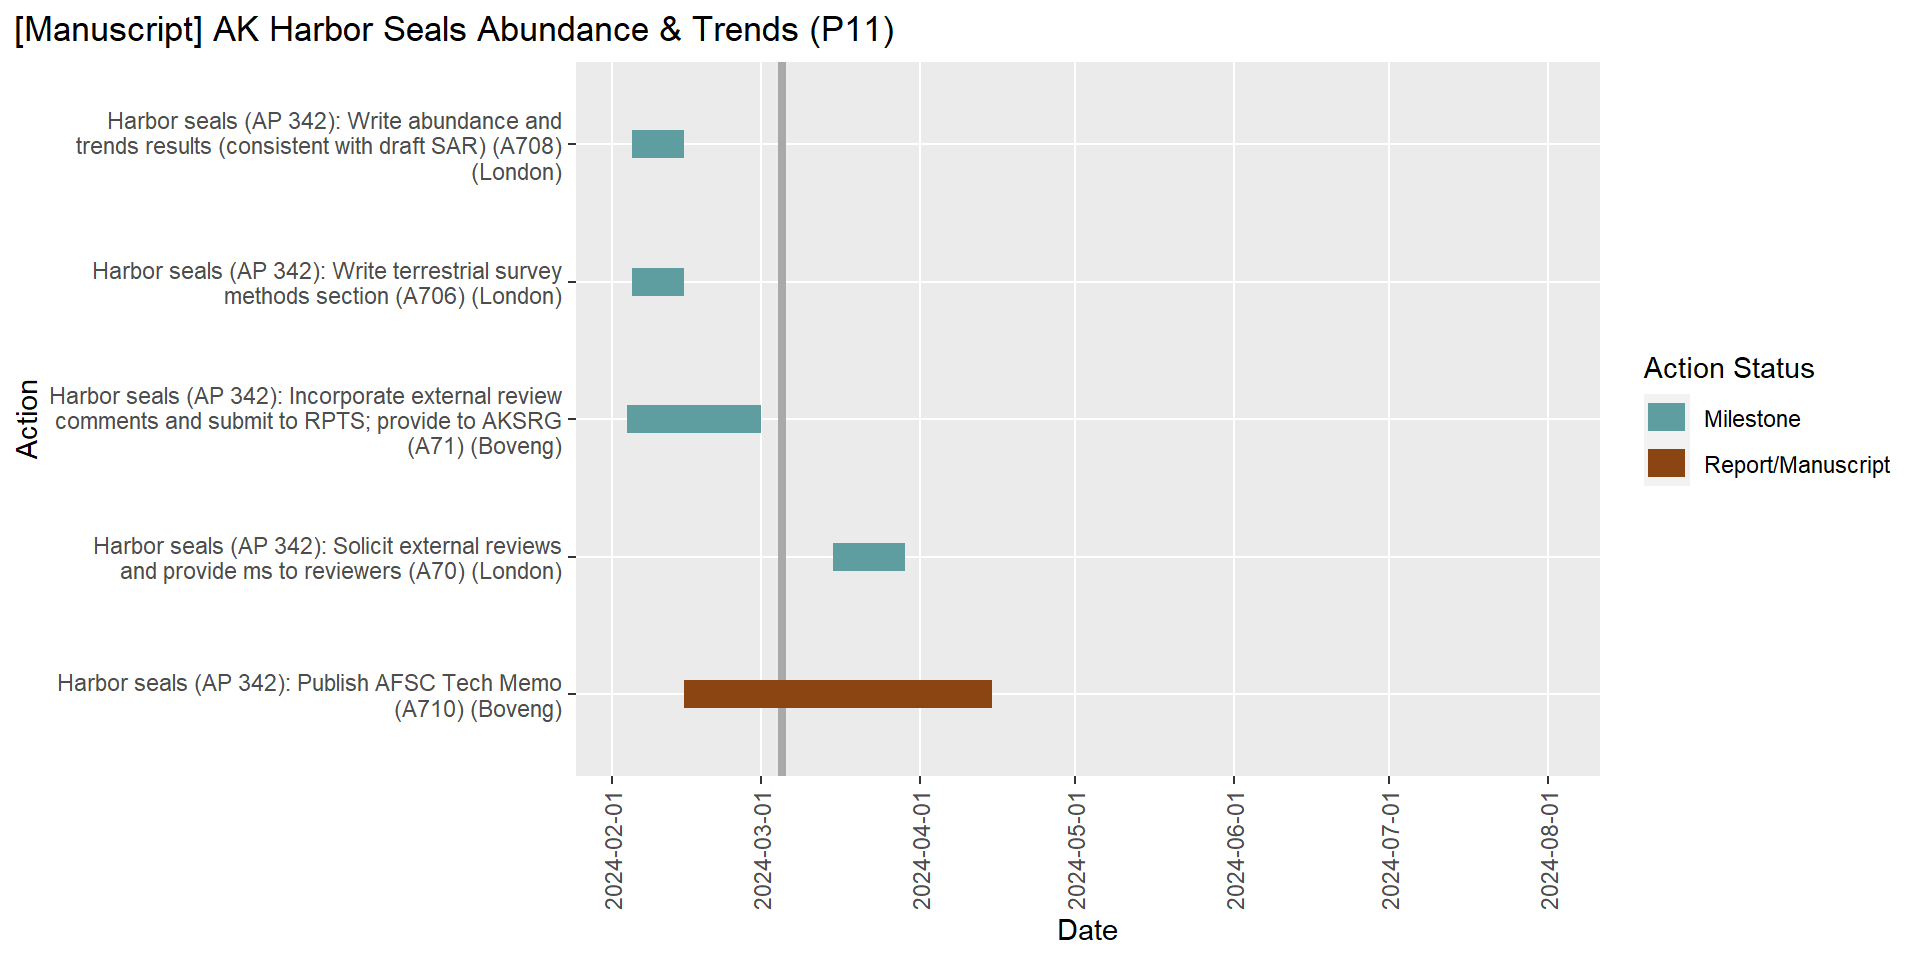 [Manuscript] AK Harbor Seals Abundance & Trends (P11)
Harbor seals (AP 342): Write abundance and
trends results (consistent with draft SAR) (A708)
(London)
Harbor seals (AP 342): Write terrestrial survey
methods section (A706) (London)
Harbor seals (AP 342): Incorporate external review
comments and submit to RPTS; provide to AKSRG
(A71) (Boveng)
Harbor seals (AP 342): Solicit external reviews
and provide ms to reviewers (A70) (London)
Harbor seals (AP 342): Publish AFSC Tech Memo
(A710) (Boveng)
Action
2024-02-01
2024-03-01
2024-04-01
2024-05-01
2024-06-01
2024-07-01
2024-08-01
Date
Action Status
Milestone
Report/Manuscript